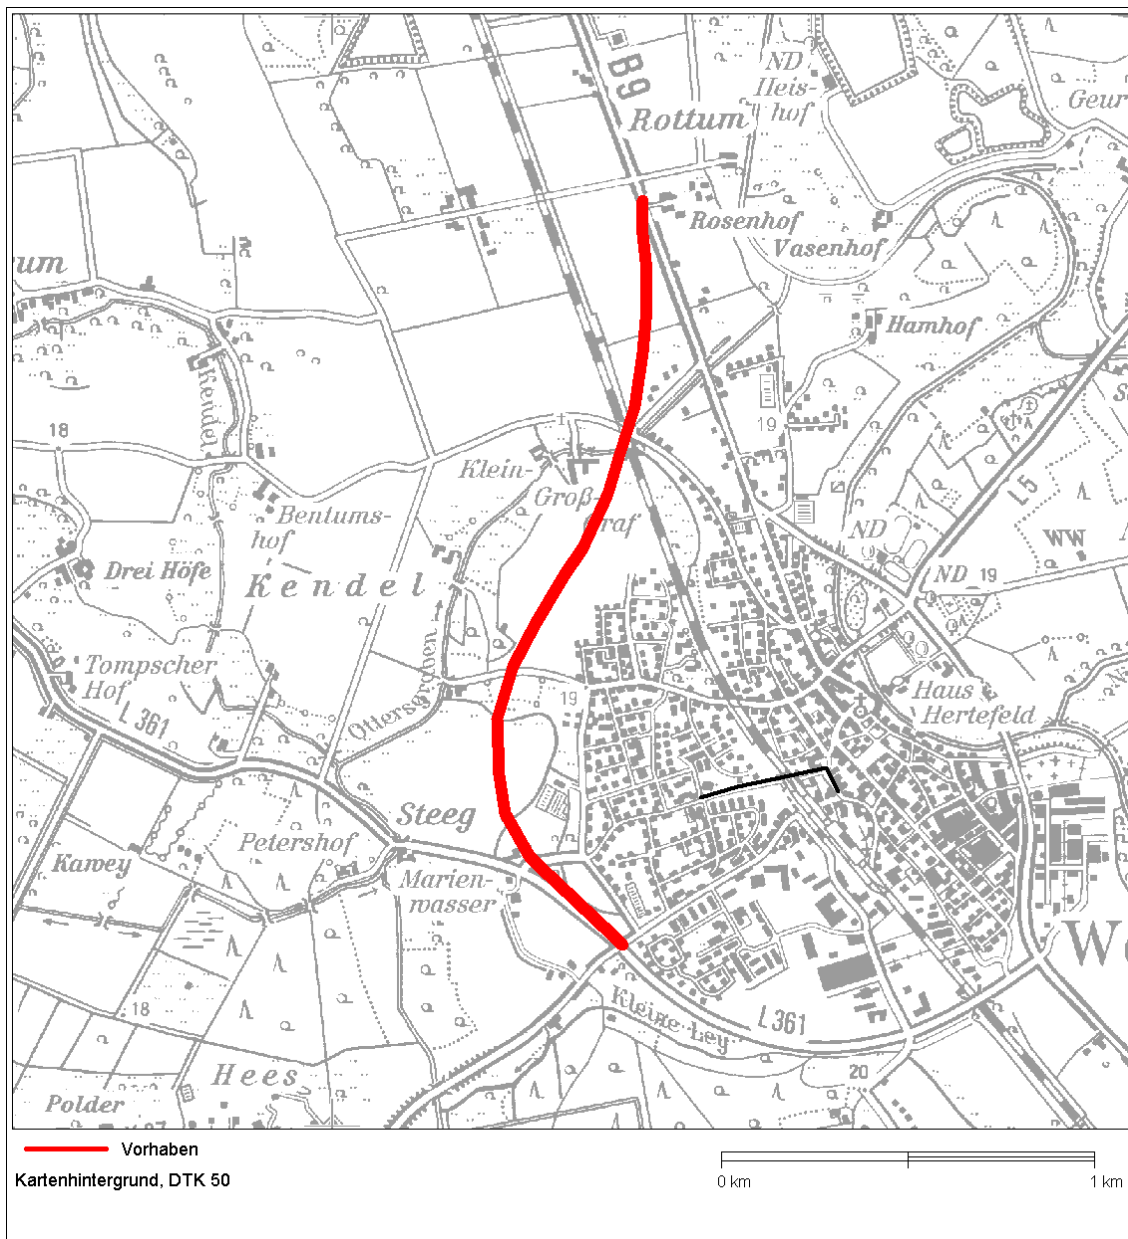 B9
ND
Heis-
hof
Geur
Rottum
Rosenhof
Vasenhof
um
Hamhof
Kendel
18
19
Klein-
Groß-
Graf
L5
Bentums-
hof
ND
WW
Drei Höfe
Kendel
ND 19
Tompscher
Hof
L 361
Ottersgraben
19
Haus
Hertefeld
Steeg
Petershof
Kawey
Marien-
wasser
We
18
Kleine Ley
L361
Hees
20
Polder
Vorhaben
Kartenhintergrund, DTK 50
0 km
1 km